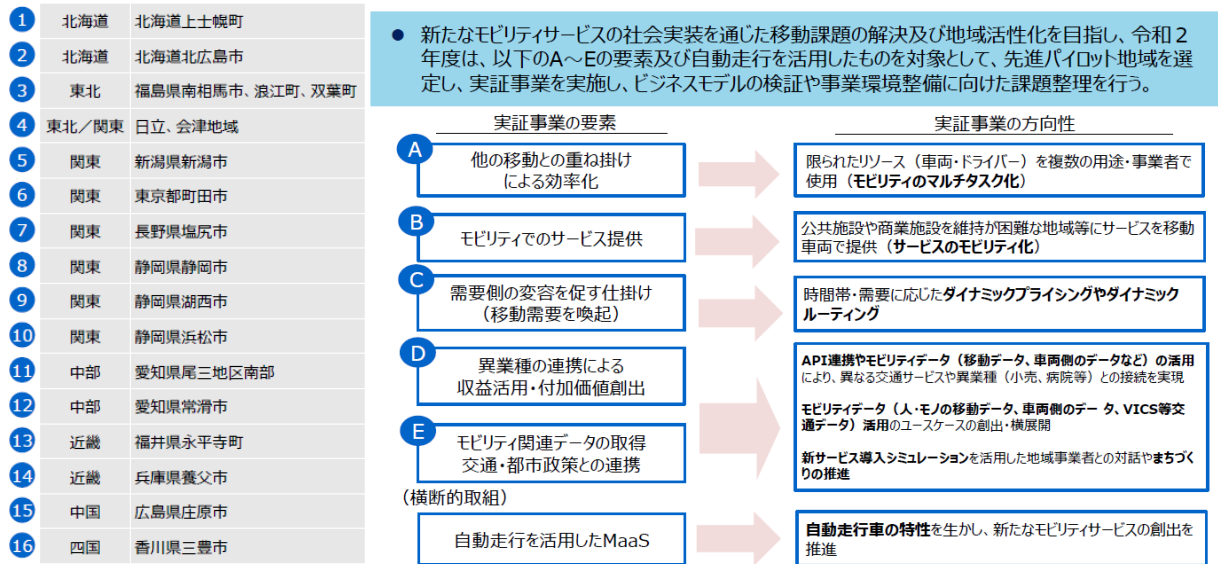 1 北海道 北海道上士幌町
2 北海道 北海道北広島市
3 東北 福島県南相馬市、浪江町、双葉町
4 東北／関東 日立、会津地域
5 関東 新潟県新潟市
6 関東 東京都町田市
7 関東 長野県塩尻市
8 関東 静岡県静岡市
9 関東 静岡県湖西市
10 関東 静岡県浜松市
11 中部 愛知県尾三地区南部
12 中部 愛知県常滑市
13 近畿 福井県永平寺町
14 近畿 兵庫県養父市
15 中国 広島県庄原市
16 四国 香川県三豊市
● 新たなモビリティサービスの社会実装を通じた移動課題の解決及び地域活性化を目指し、令和２
年度は、以下のA～Eの要素及び自動走行を活用したものを対象として、先進パイロット地域を選
定し、実証事業を実施し、ビジネスモデルの検証や事業環境整備に向けた課題整理を行う。
実証事業の要素
実証事業の方向性
A
他の移動との重ね掛け
による効率化
限られたリソース（車両・ドライバー）を複数の用途・事業者で
使用（モビリティのマルチタスク化）
B
モビリティでのサービス提供
公共施設や商業施設を維持が困難な地域等にサービスを移動
車両で提供（サービスのモビリティ化）
C
需要側の変容を促す仕掛け
（移動需要を喚起）
時間帯・需要に応じたダイナミックプライシングやダイナミック
ルーティング
D
異業種の連携による
収益活用・付加価値創出
API連携やモビリティデータ（移動データ、車両側のデータなど）の活用
により、異なる交通サービスや異業種（小売、病院等）との接続を実現
モビリティデータ（人・モノの移動データ、車両側のデー タ、VICS等交
通データ）活用のユースケースの創出・横展開
新サービス導入シミュレーションを活用した地域事業者との対話やまちづく
りの推進
E
モビリティ関連データの取得
交通・都市政策との連携
（横断的取組）
自動走行を活用したMaaS
自動走行車の特性を生かし、新たなモビリティサービスの創出を
推進